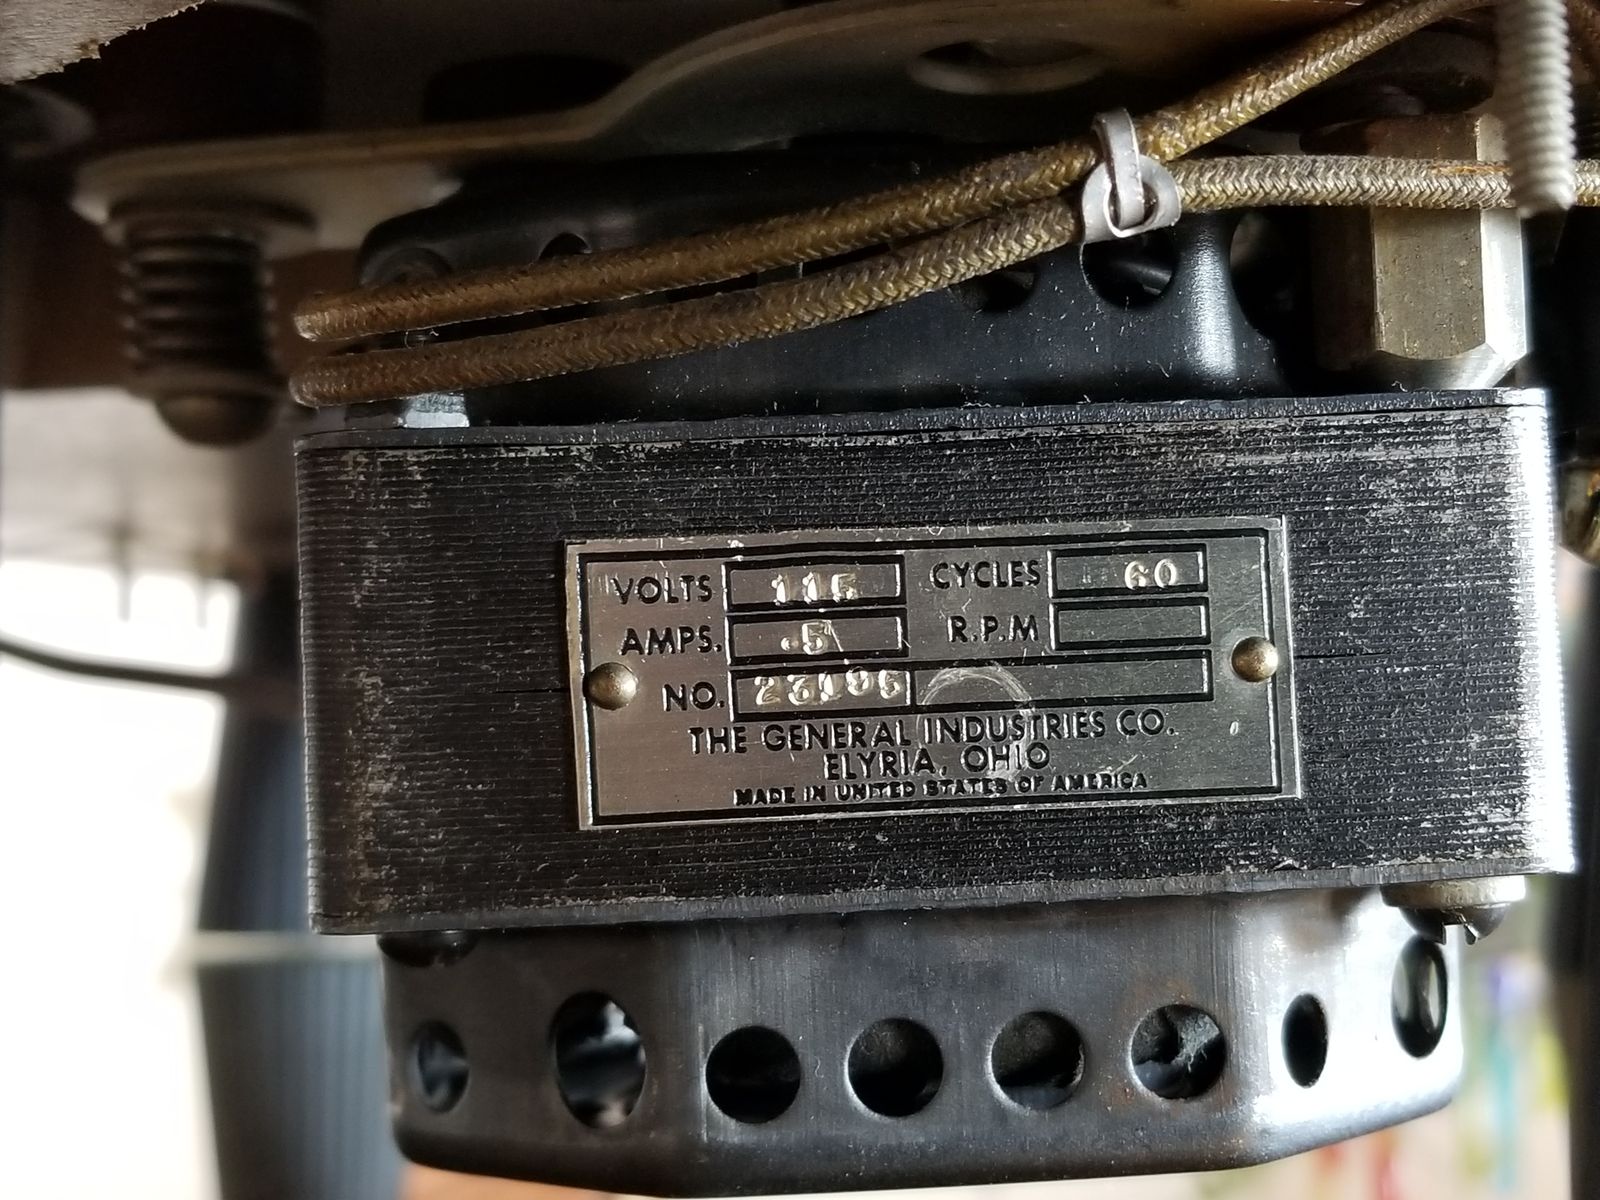 VOLTS 115 CYCLES 60
AMPS. .5 R.P.M
NO.
THE GENERAL INDUSTRIES CO.
ELYRIA, OHIO
MADE IN UNITED STATES OF AMERICA